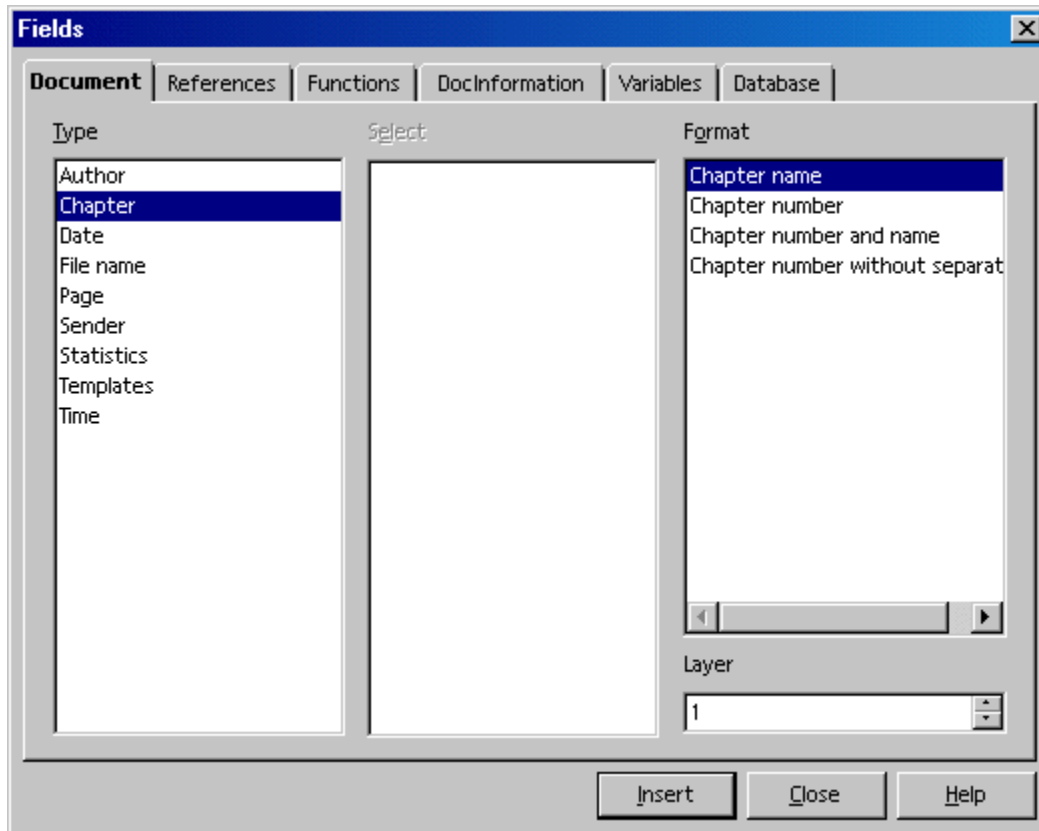 Fields
Document References Functions DocInformation Variables Database
Type
Author
Chapter
Date
File name
Page
Sender
Statistics
Templates
Time
Select
Format
Chapter name
Chapter number
Chapter number and name
Chapter number without separat
Layer
1
Insert Close Help